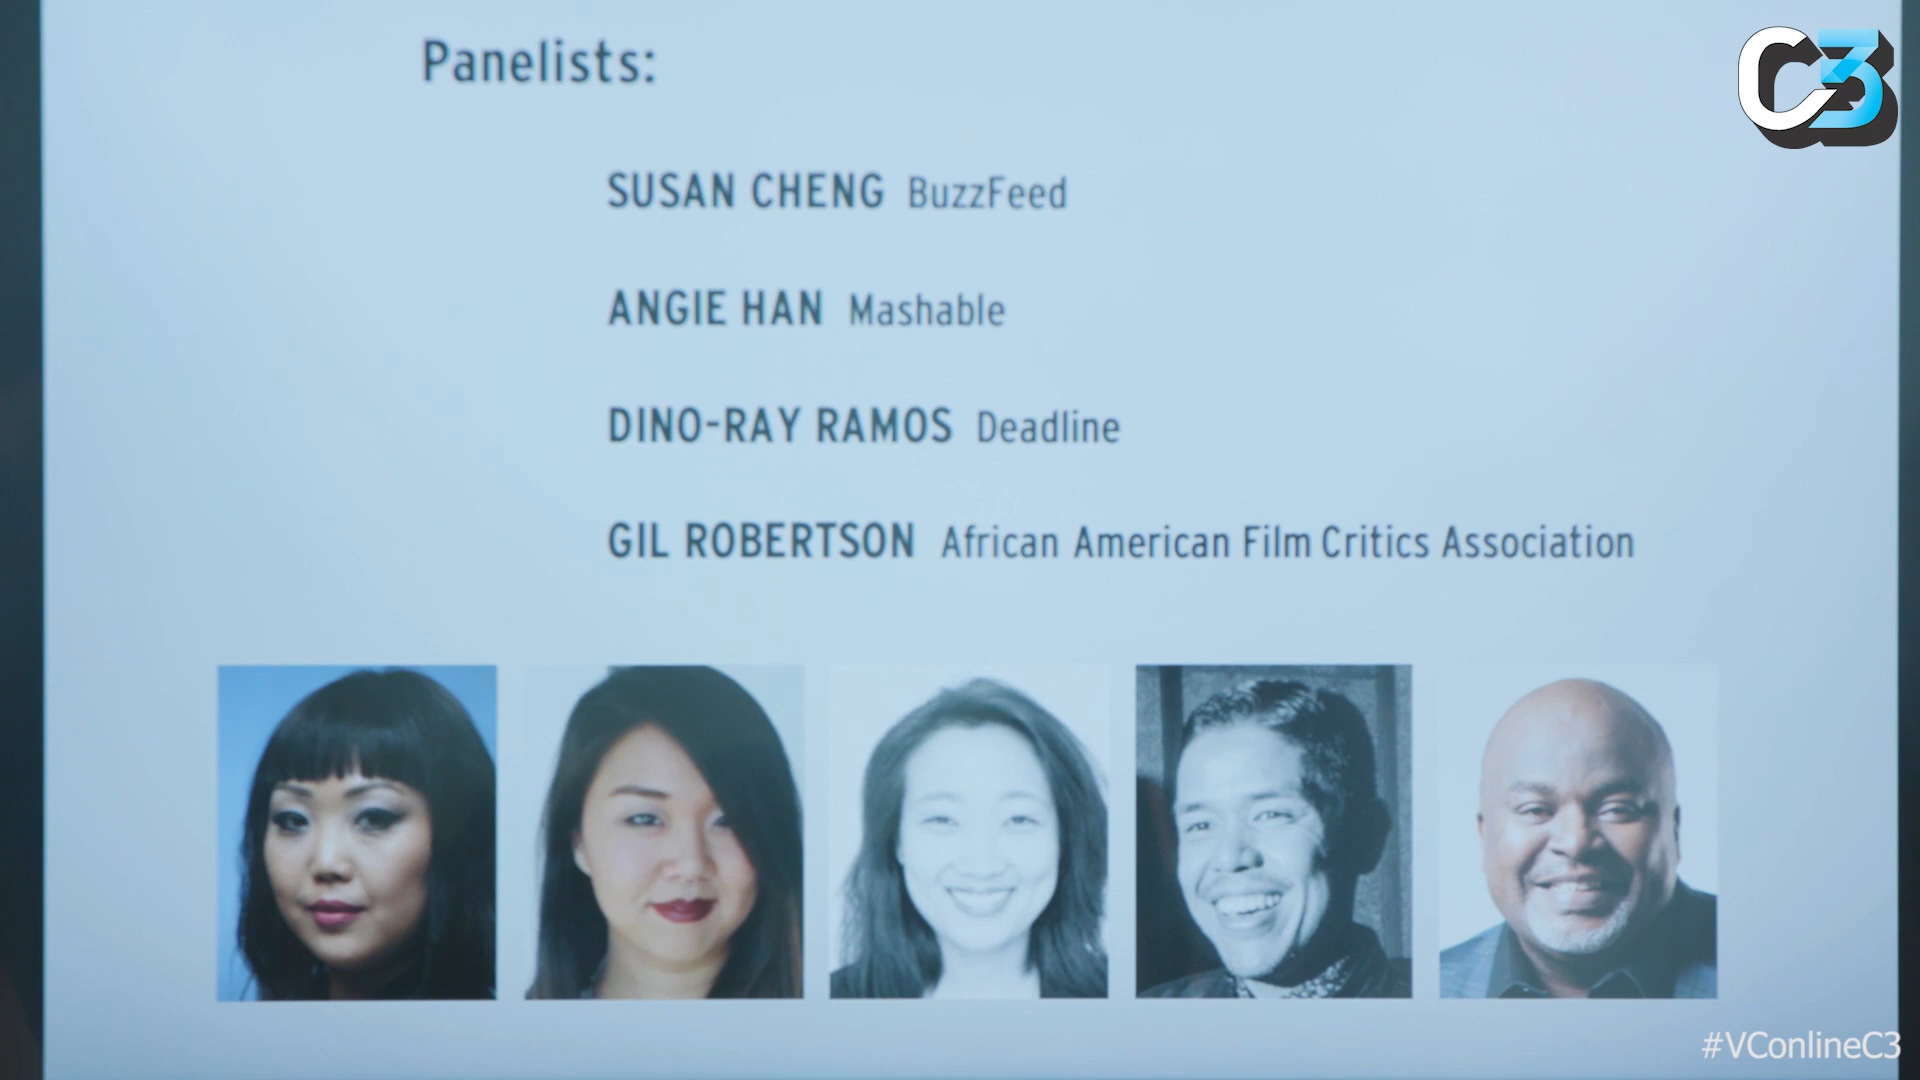 C3
Panelists:
SUSAN CHENG BuzzFeed
ANGIE HAN Mashable
DINO-RAY RAMOS Deadline
GIL ROBERTSON African American Film Critics Association
#VConlineC3